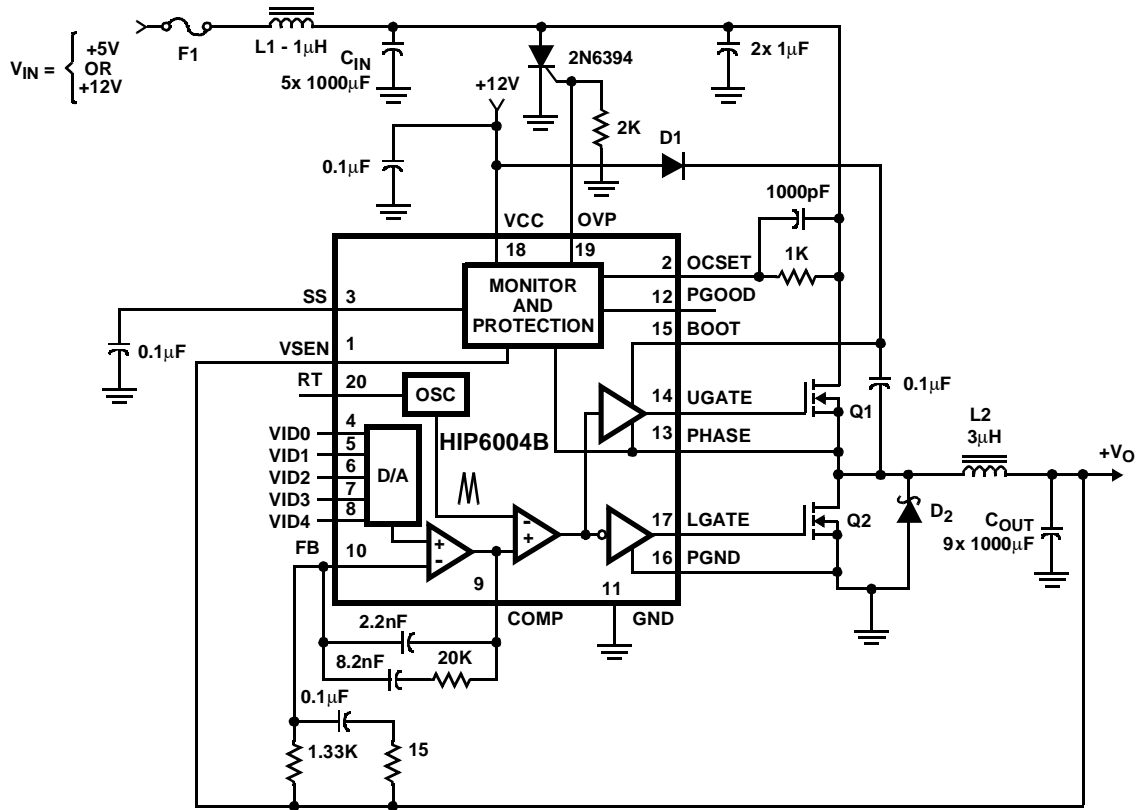 V_IN =
+5V
OR
+12V
F1
L1 - 1µH
C_IN
5x 1000µF
2N6394
2x 1µF
+12V
2K
D1
0.1µF
1000pF
VCC
OVP
18
19
2
OCSET
1K
MONITOR
AND
PROTECTION
SS
3
12
PGOOD
15
BOOT
0.1µF
VSEN
1
RT
20
OSC
0.1µF
14
UGATE
Q1
L2
3µH
HIP6004B
13
PHASE
+V_O
VID0
4
VID1
5
VID2
6
VID3
7
VID4
8
D/A
17
LGATE
Q2
D_2
C_OUT
9x 1000µF
-
+
FB
10
+
-
16
PGND
9
11
COMP
GND
2.2nF
8.2nF
20K
0.1µF
1.33K
15